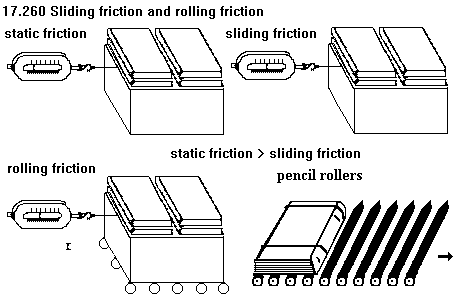 17.260 Sliding friction and rolling friction
static friction
sliding friction
static friction > sliding friction
rolling friction
pencil rollers
r